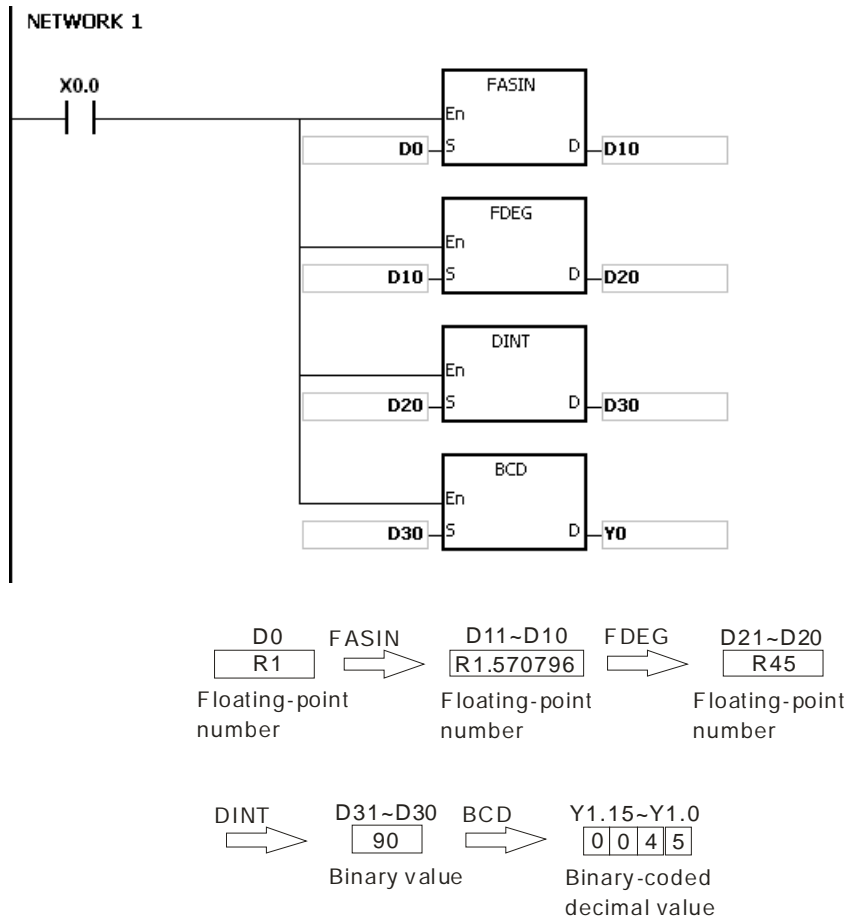 NETWORK 1
X0.0
FASIN
En
D0 S D D10
FDEG
En
D10 S D D20
DINT
En
D20 S D D30
BCD
En
D30 S D Y0
D0 FASIN D11~D10 FDEG D21~D20
R1 R1.570796 R45
Floating-point Floating-point Floating-point
number number number
DINT D31~D30 BCD Y1.15~Y1.0
90 0 0 4 5
Binary value Binary-coded
decimal value